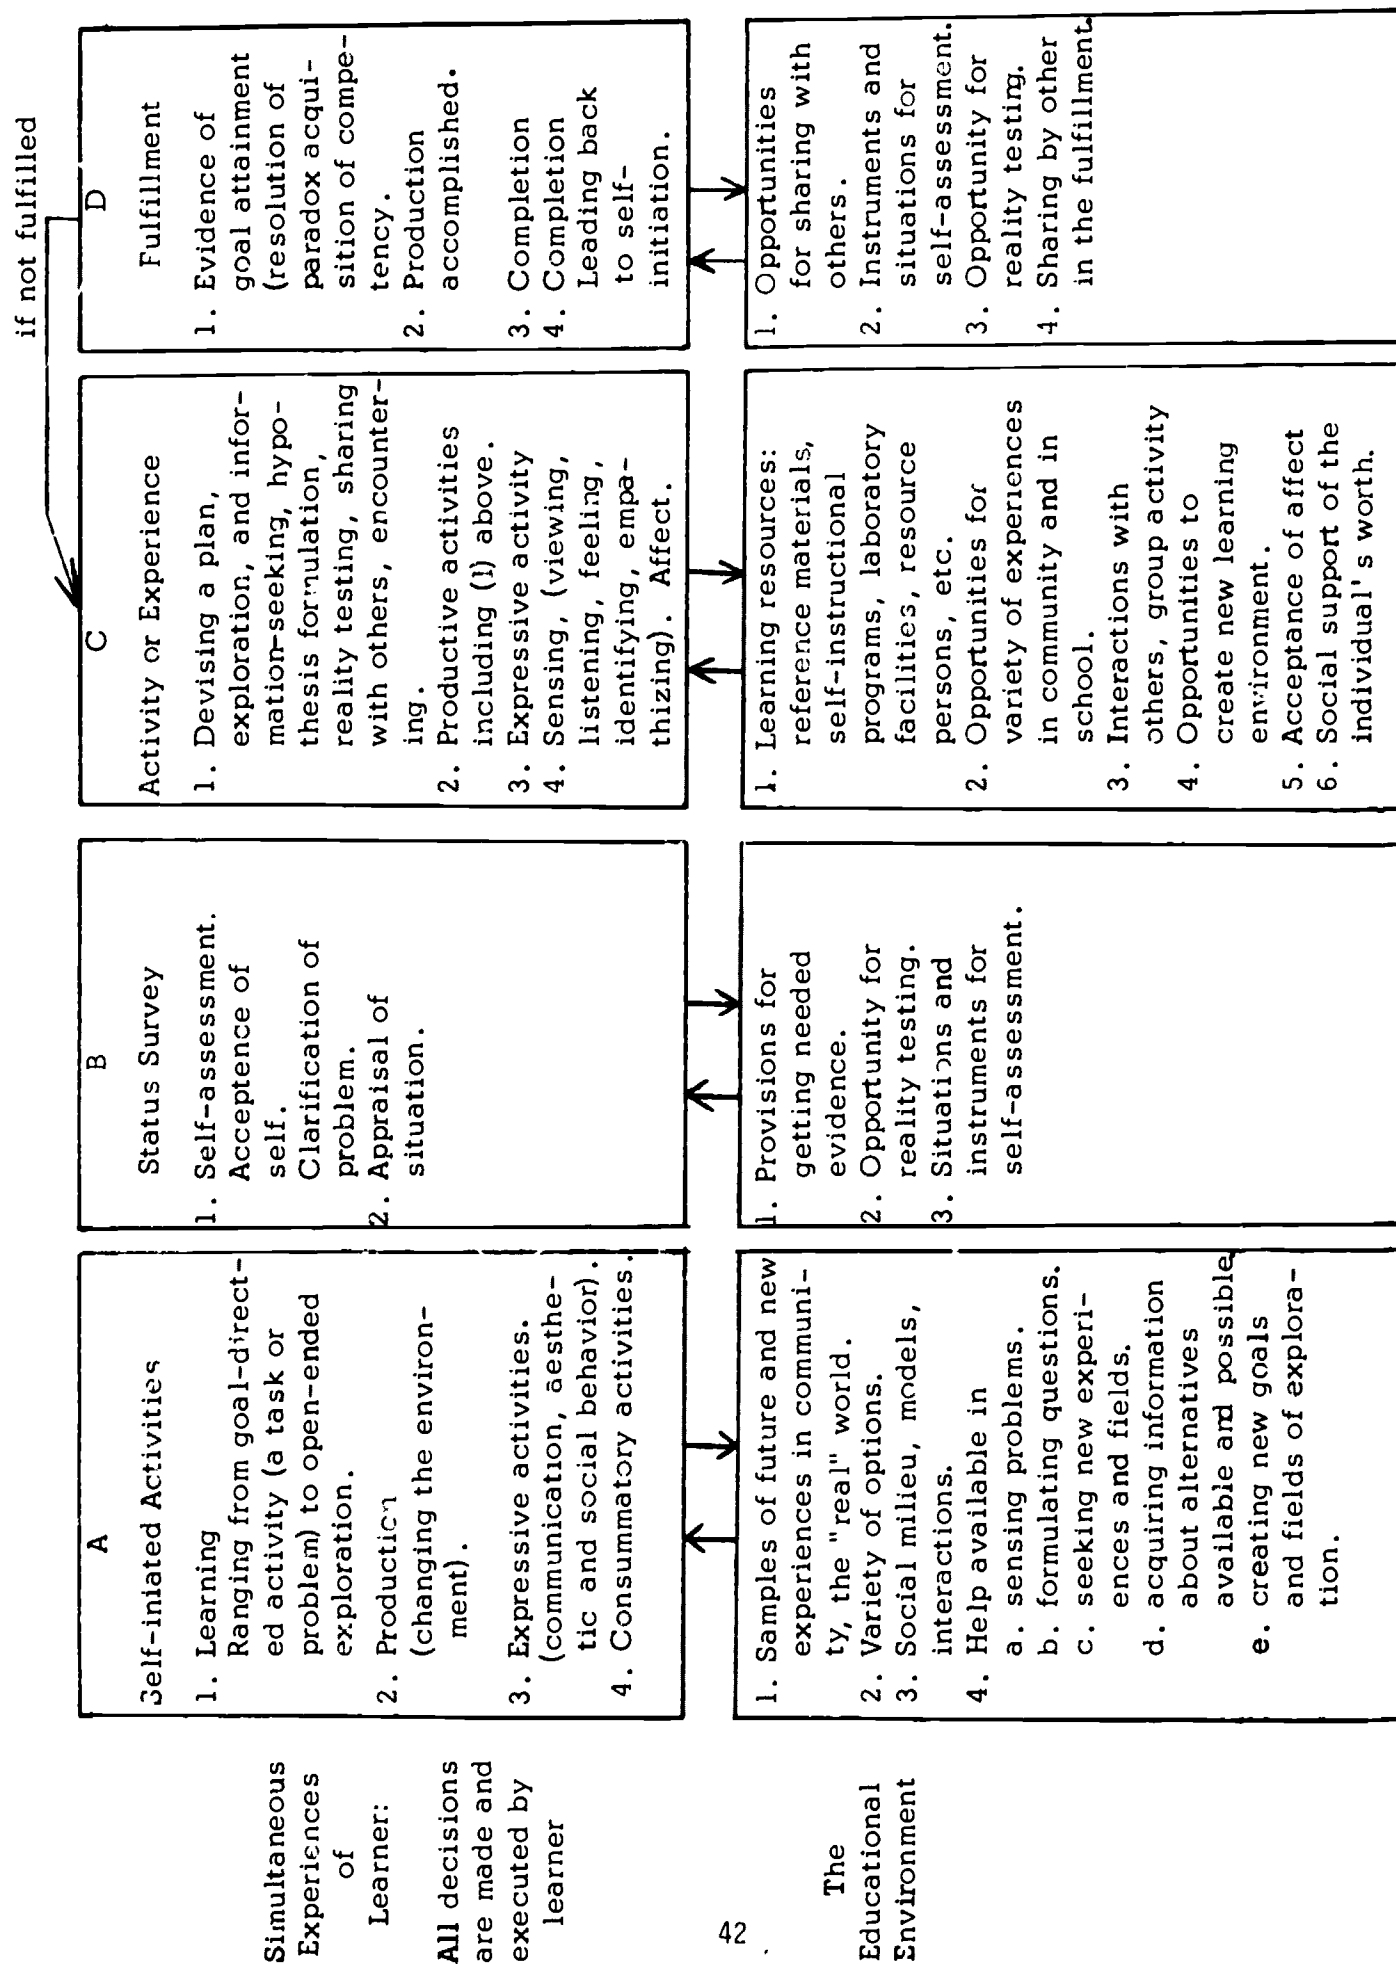 if not fulfilled
Simultaneous
Experiences
of
Learner:
All decisions
are made and
executed by
learner
A
Self-iniated Activities
1. Learning
Ranging from goal-direct-
ed activity (a task or
problem) to open-ended
exploration.
2. Production
(changing the environ-
ment).
3. Expressive activities.
(communication, aesthe-
tic and social behavior).
4. Consummatory activities.
B
Status Survey
1. Self-assessment.
Acceptence of
self.
Clarification of
problem.
2. Appraisal of
situation.
C
Activity or Experience
1. Devising a plan,
exploration, and infor-
mation-seeking, hypo-
thesis formulation,
reality testing, sharing
with others, encounter-
ing.
2. Productive activities
including (1) above.
3. Expressive activity
4. Sensing, (viewing,
listening, feeling,
identifying, empa-
thizing). Affect.
D
Fulfillment
1. Evidence of
goal attainment
(resolution of
paradox acqui-
sition of compe-
tency.
2. Production
accomplished.
3. Completion
4. Completion
Leading back
to self-
initiation.
The
Educational
Environment
1. Samples of future and new
experiences in communi-
ty, the "real" world.
2. Variety of options.
3. Social milieu, models,
interactions.
4. Help available in
a. sensing problems.
b. formulating questions.
c. seeking new experi-
ences and fields.
d. acquiring information
about alternatives
available and possible
e. creating new goals
and fields of explora-
tion.
1. Provisions for
getting needed
evidence.
2. Opportunity for
reality testing.
3. Situations and
instruments for
self-assessment.
1. Learning resources:
reference materials,
self-instructional
programs, laboratory
facilities, resource
persons, etc.
2. Opportunities for
variety of experiences
in community and in
school.
3. Interactions with
others, group activity
4. Opportunities to
create new learning
environment.
5. Acceptance of affect
6. Social support of the
individual's worth.
1. Opportunities
for sharing with
others.
2. Instruments and
situations for
self-assessment.
3. Opportunity for
reality testing.
4. Sharing by other
in the fulfillment.
42